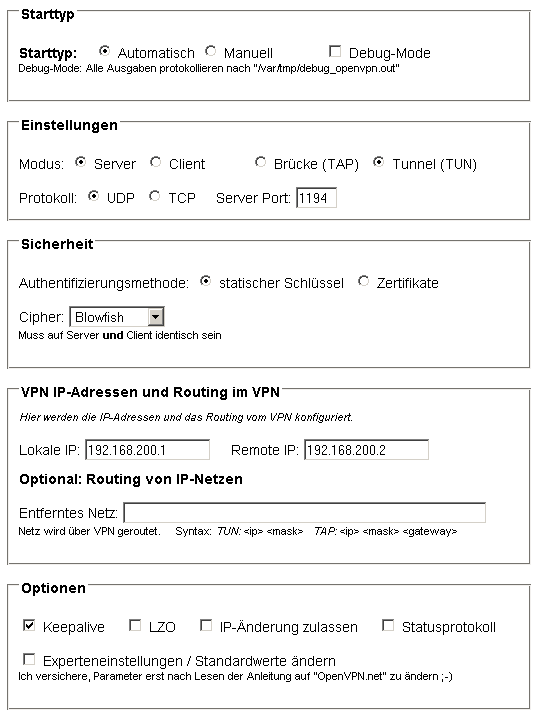 Starttyp
Starttyp: Automatisch Manuell Debug-Mode
Debug-Mode: Alle Ausgaben protokollieren nach "/var/tmp/debug_openvpn.out"
Einstellungen
Modus: Server Client Brücke (TAP) Tunnel (TUN)
Protokoll: UDP TCP Server Port: 1194
Sicherheit
Authentifizierungsmethode: statischer Schlüssel Zertifikate
Cipher: Blowfish
Muss auf Server und Client identisch sein
VPN IP-Adressen und Routing im VPN
Hier werden die IP-Adressen und das Routing vom VPN konfiguriert.
Lokale IP: 192.168.200.1 Remote IP: 192.168.200.2
Optional: Routing von IP-Netzen
Entferntes Netz:
Netz wird über VPN geroutet. Syntax: TUN: <ip> <mask> TAP: <ip> <mask> <gateway>
Optionen
Keepalive LZO IP-Änderung zulassen Statusprotokoll
Experteneinstellungen / Standardwerte ändern
Ich versichere, Parameter erst nach Lesen der Anleitung auf "OpenVPN.net" zu ändern ;-)